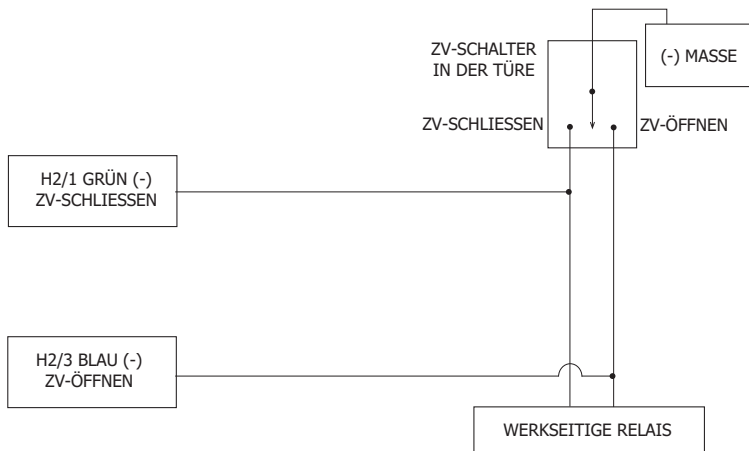 ZV-SCHALTER
IN DER TÜRE
(-) MASSE
ZV-SCHLIESSEN
ZV-ÖFFNEN
H2/1 GRÜN (-)
ZV-SCHLIESSEN
H2/3 BLAU (-)
ZV-ÖFFNEN
WERKSEITIGE RELAIS